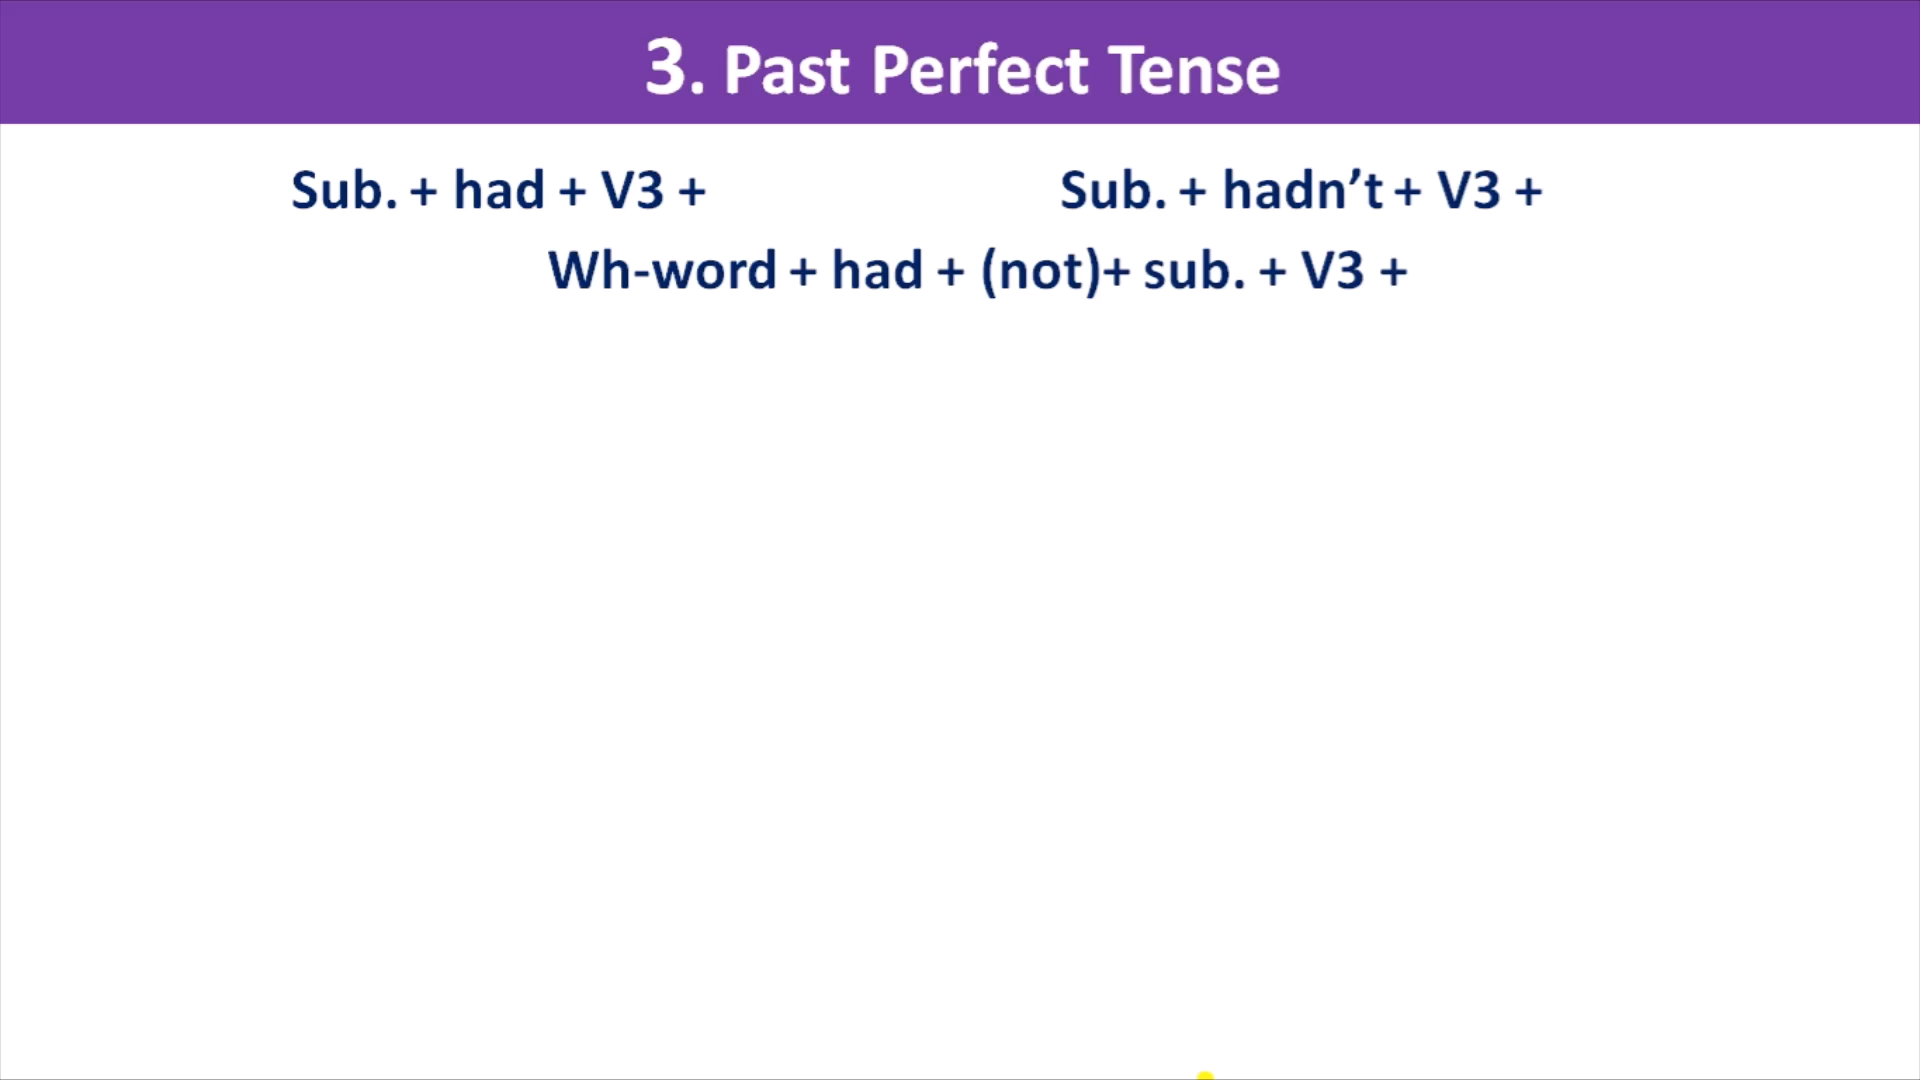 3. Past Perfect Tense
Sub. + had + V3 +
Sub. + hadn’t + V3 +
Wh-word + had + (not)+ sub. + V3 +